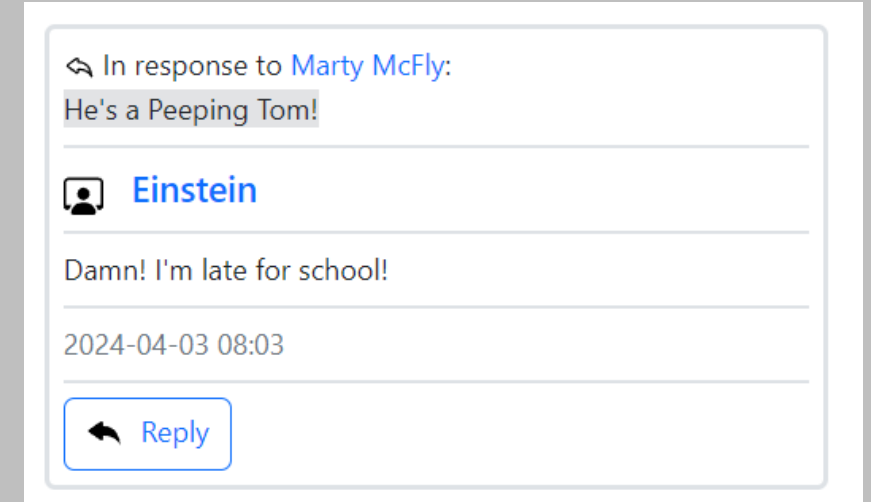 In response to Marty McFly:
He's a Peeping Tom!
Einstein
Damn! I'm late for school!
2024-04-03 08:03
Reply